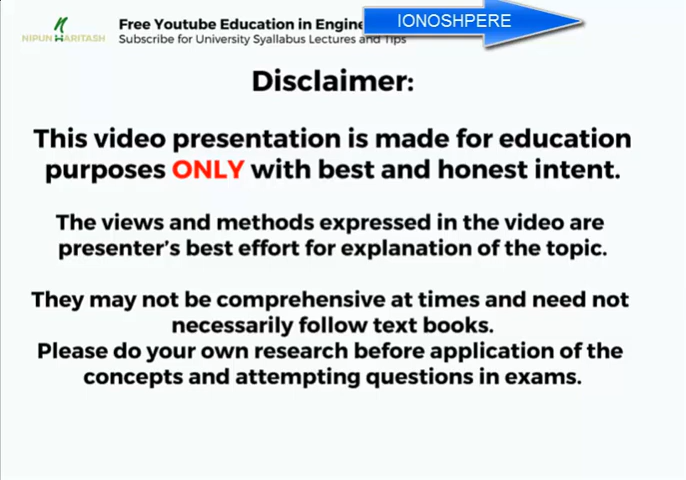 Free Youtube Education in Engine
IONOSHPERE
NIPUN HARITASH
Subscribe for University Syallabus Lectures and Tips
Disclaimer:
This video presentation is made for education
purposes ONLY with best and honest intent.
The views and methods expressed in the video are
presenter's best effort for explanation of the topic.
They may not be comprehensive at times and need not
necessarily follow text books.
Please do your own research before application of the
concepts and attempting questions in exams.